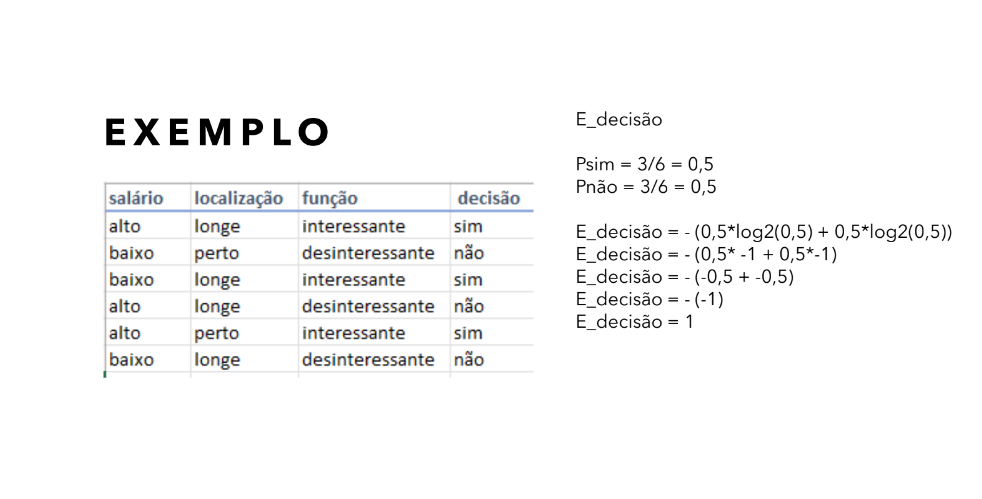 EXEMPLO
salário localização função decisão
alto longe interessante sim
baixo perto desinteressante não
baixo longe interessante sim
alto longe desinteressante não
alto perto interessante sim
baixo longe desinteressante não
E_decisão
Psim = 3/6 = 0,5
Pnão = 3/6 = 0,5
E_decisão = - (0,5*log2(0,5) + 0,5*log2(0,5))
E_decisão = - (0,5* -1 + 0,5*-1)
E_decisão = - (-0,5 + -0,5)
E_decisão = - (-1)
E_decisão = 1